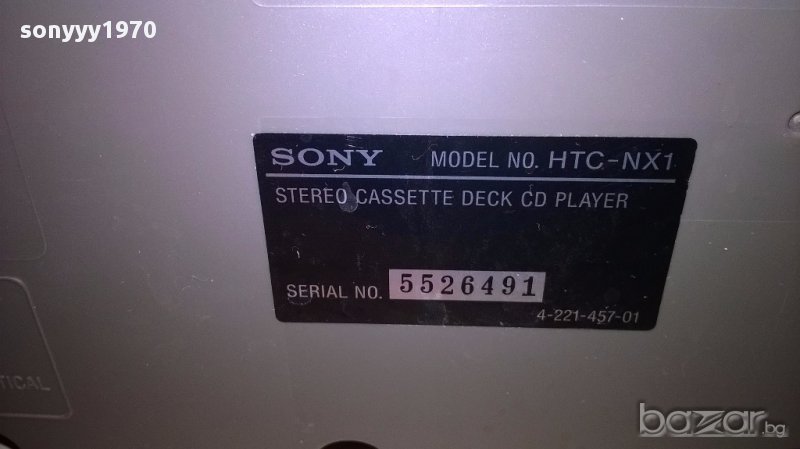 sonyyy1970
SONY MODEL NO. HTC-NX1
STEREO CASSETTE DECK CD PLAYER
SERIAL NO. 5526491
4-221-457-01
TICAL
bazar.bg